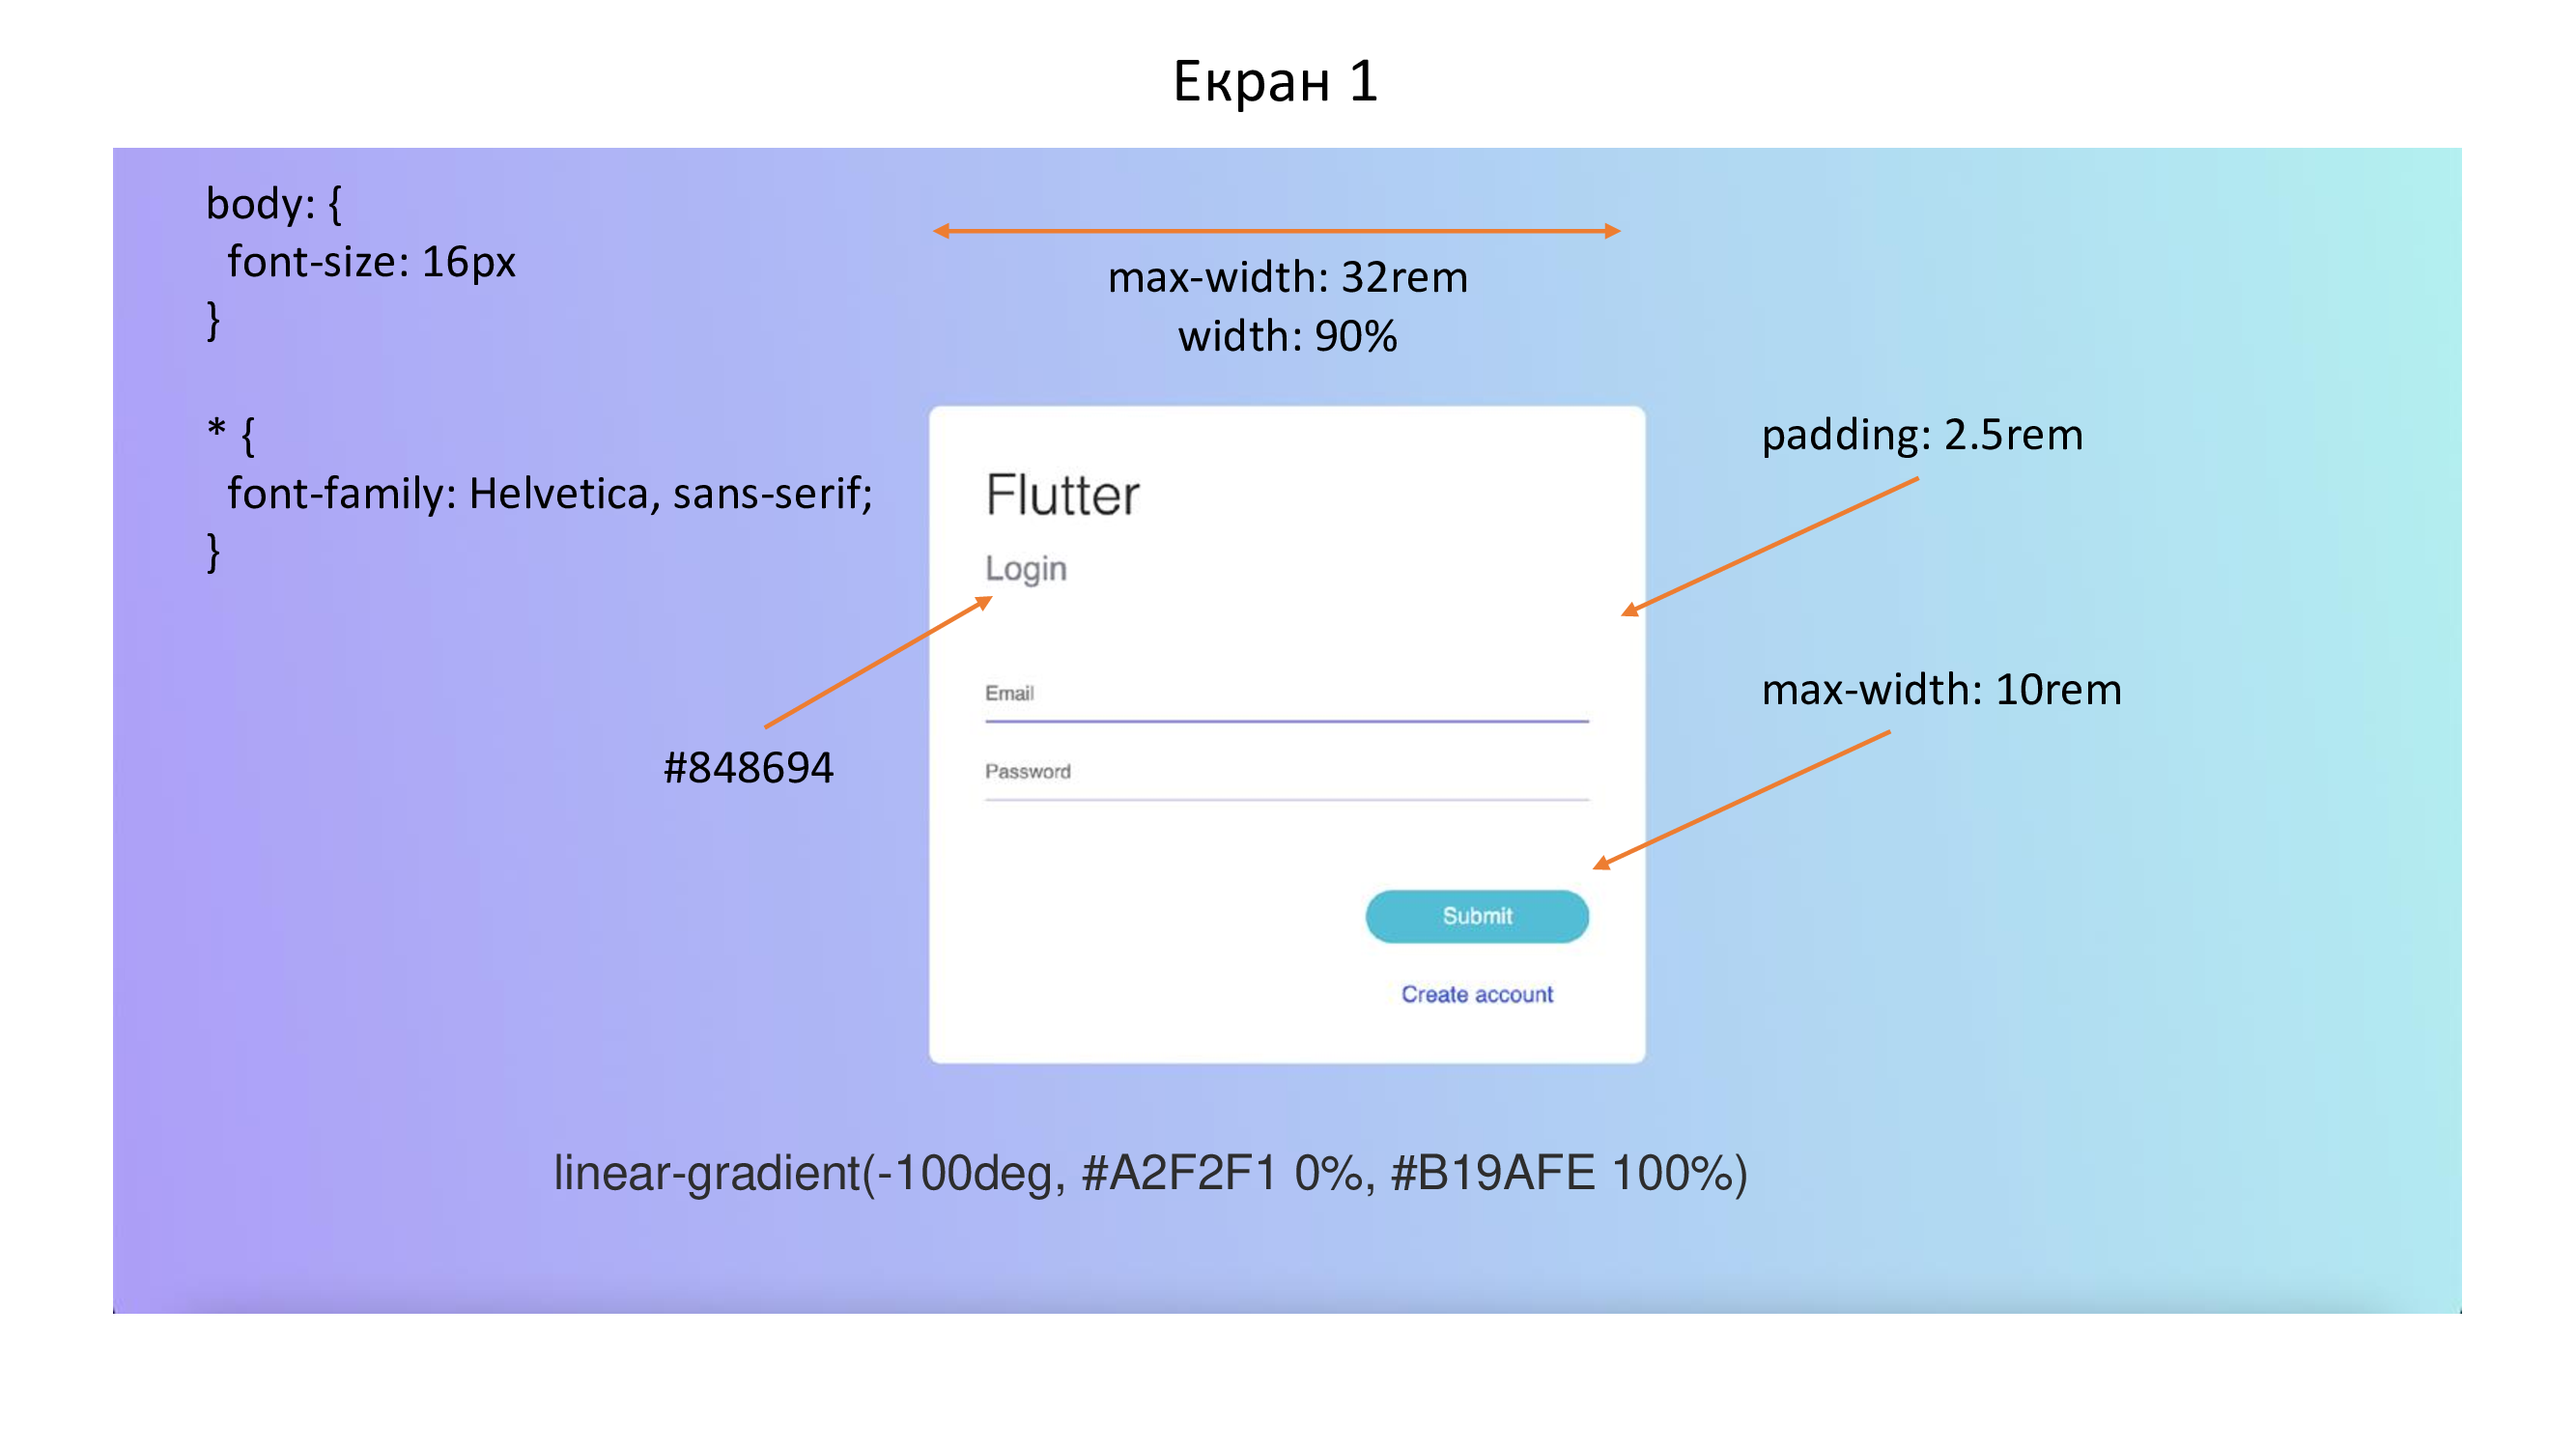 Екран 1
body: {
font-size: 16px
}
* {
font-family: Helvetica, sans-serif;
}
max-width: 32rem
width: 90%
padding: 2.5rem
Flutter
Login
#848694
Email
Password
max-width: 10rem
Submit
Create account
linear-gradient(-100deg, #A2F2F1 0%, #B19AFE 100%)